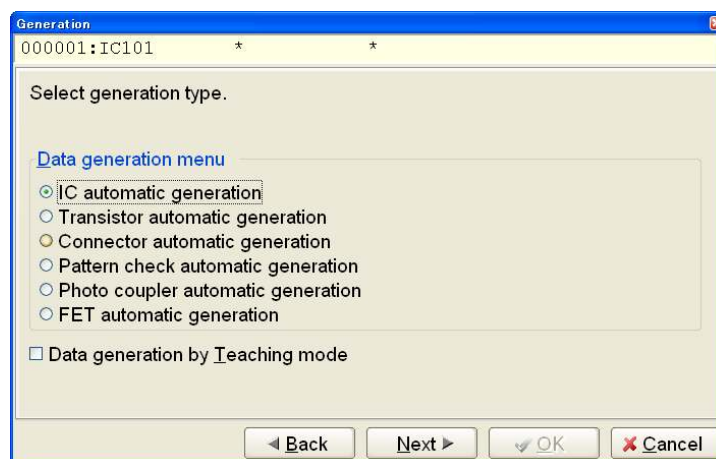 Generation
000001:IC101 * *
Select generation type.
Data generation menu
IC automatic generation
Transistor automatic generation
Connector automatic generation
Pattern check automatic generation
Photo coupler automatic generation
FET automatic generation
Data generation by Teaching mode
Back Next OK Cancel